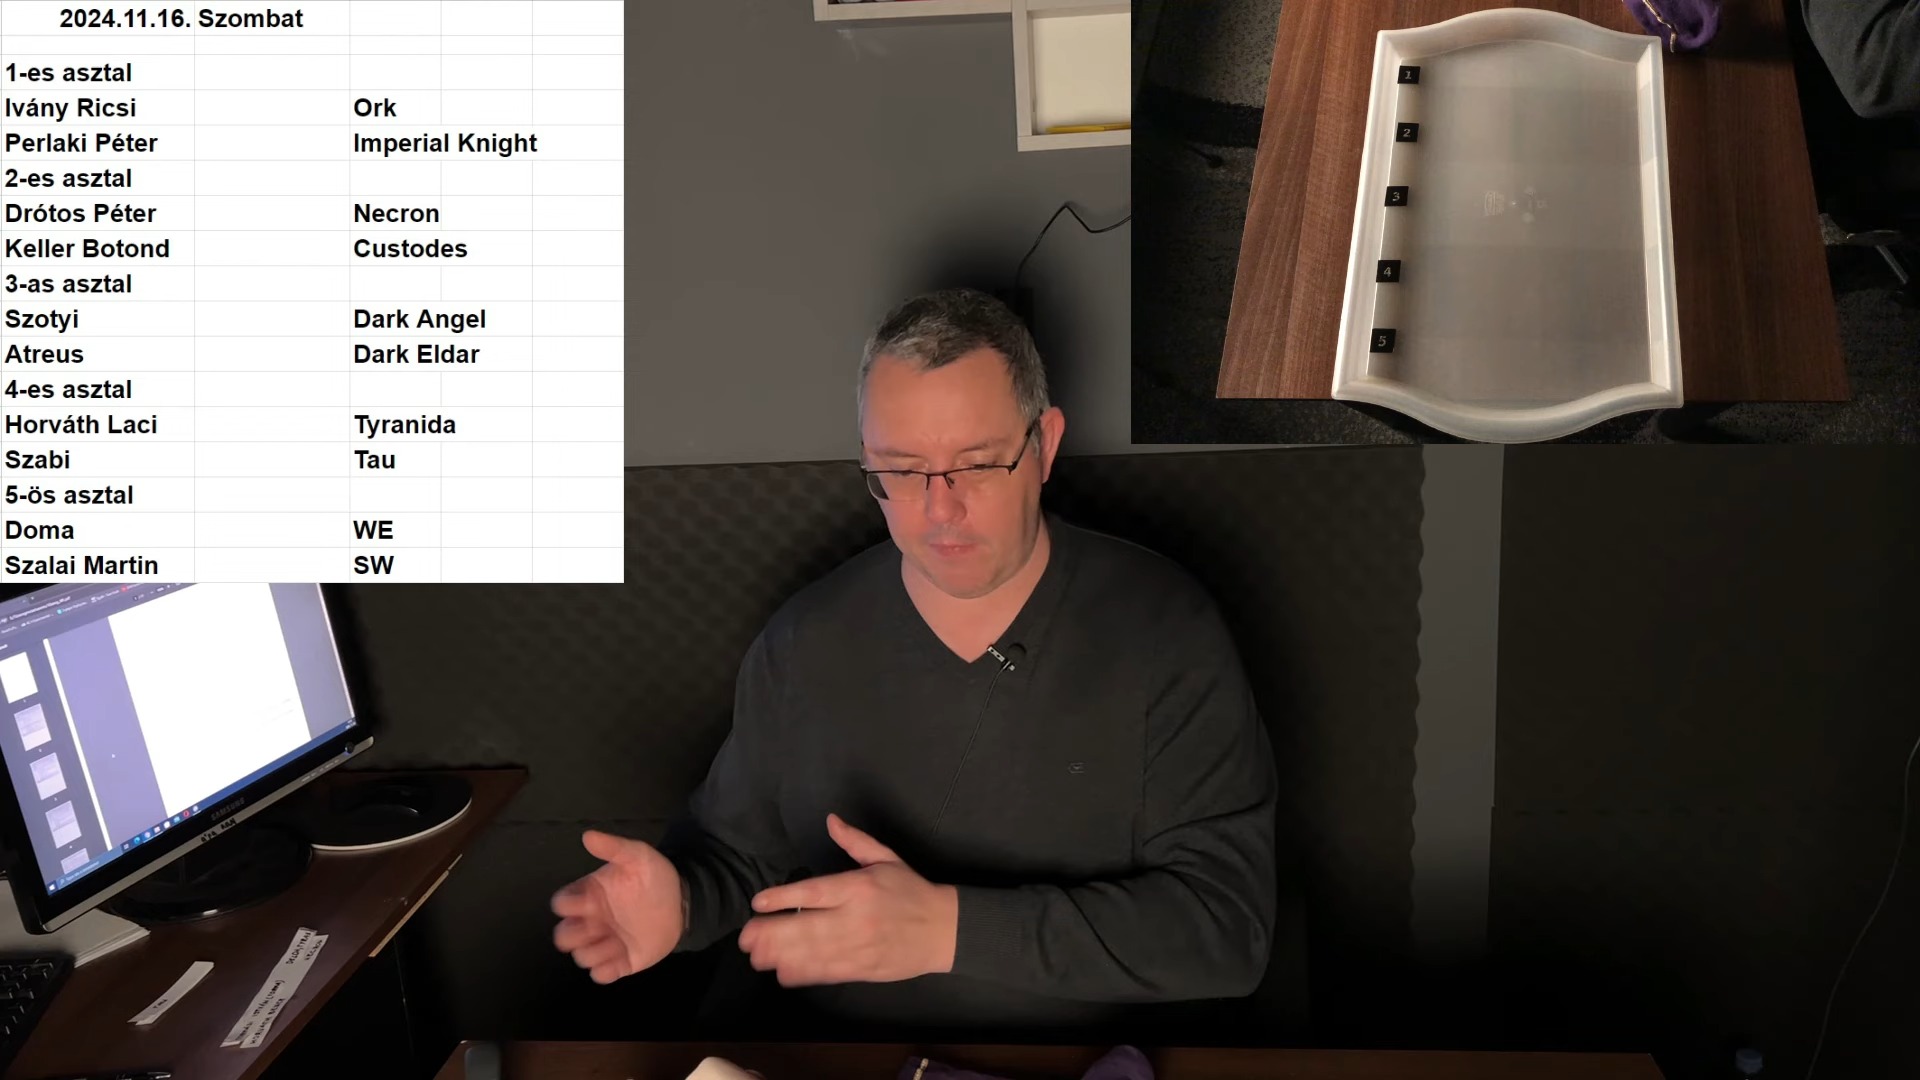 2024.11.16. Szombat
1-es asztal
Ivány Ricsi Ork
Perlaki Péter Imperial Knight
2-es asztal
Drótos Péter Necron
Keller Botond Custodes
3-as asztal
Szotyi Dark Angel
Atreus Dark Eldar
4-es asztal
Horváth Laci Tyranida
Szabi Tau
5-ös asztal
Doma WE
Szalai Martin SW
1
2
3
4
5
SAMSUNG